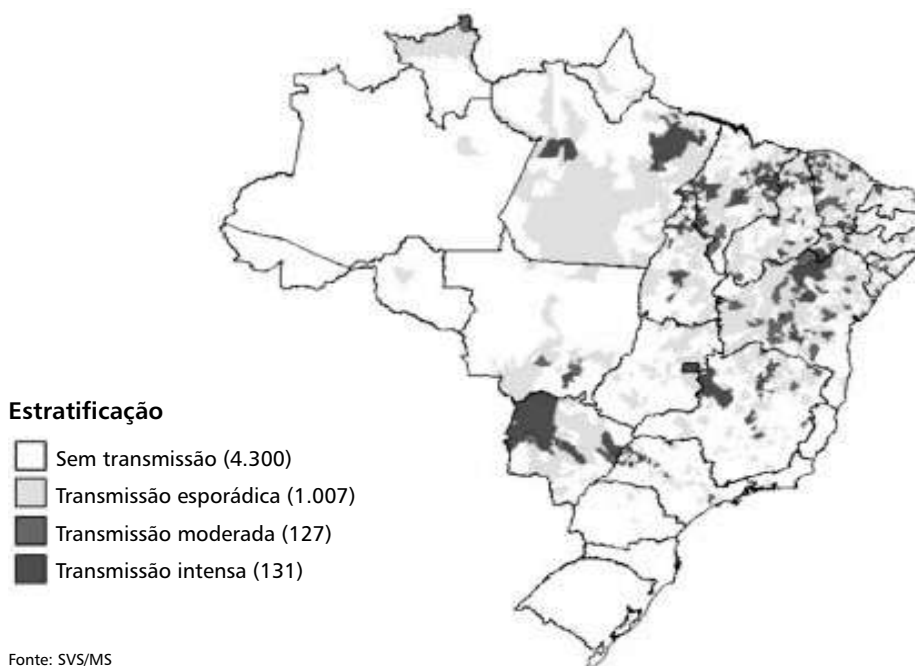 Estratificação
Sem transmissão (4.300)
Transmissão esporádica (1.007)
Transmissão moderada (127)
Transmissão intensa (131)
Fonte: SVS/MS